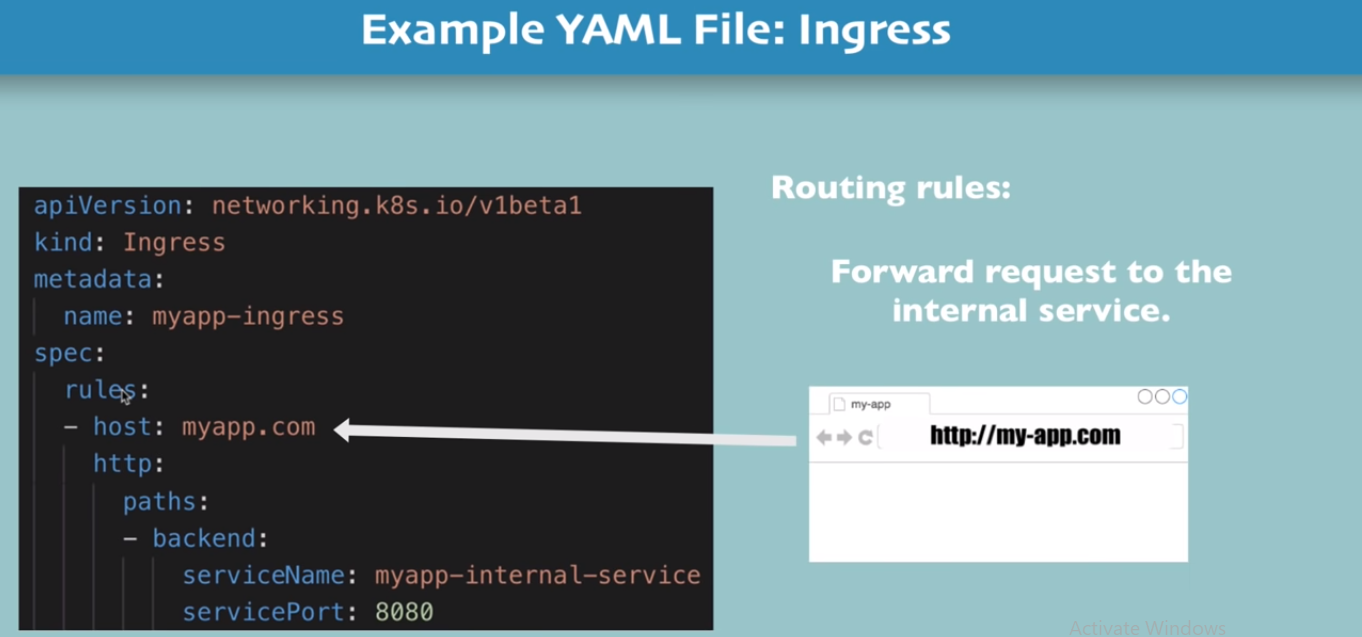 Example YAML File: Ingress
apiVersion: networking.k8s.io/v1beta1
kind: Ingress
metadata:
  name: myapp-ingress
spec:
  rules:
  - host: myapp.com
    http:
      paths:
      - backend:
          serviceName: myapp-internal-service
          servicePort: 8080
Routing rules:
Forward request to the
internal service.
my-app
http://my-app.com
Activate Windows